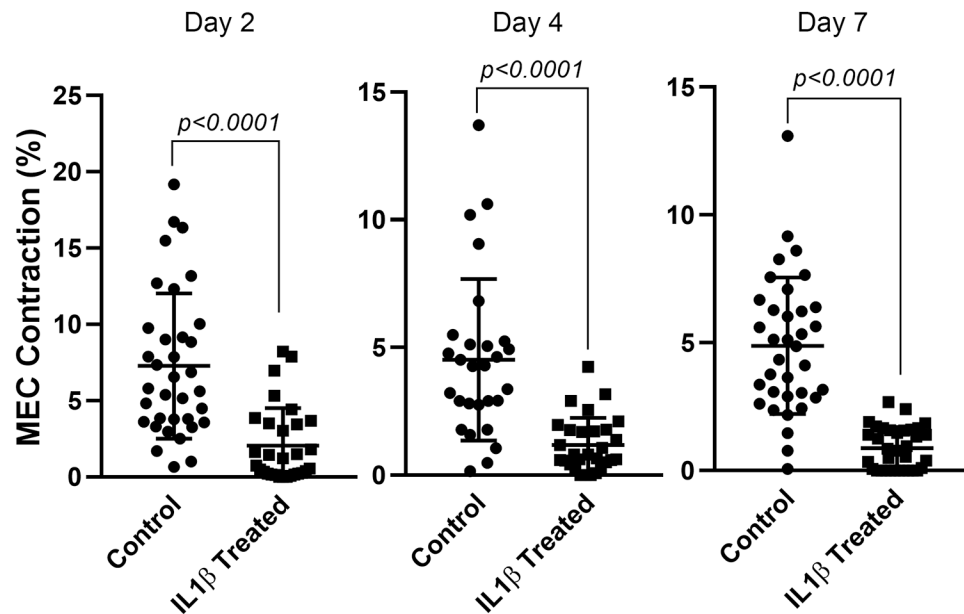 Day 2
Day 4
Day 7
MEC Contraction (%)
25
20
15
10
5
0
p<0.0001
Control
IL1β Treated
15
10
5
0
p<0.0001
Control
IL1β Treated
15
10
5
0
p<0.0001
Control
IL1β Treated